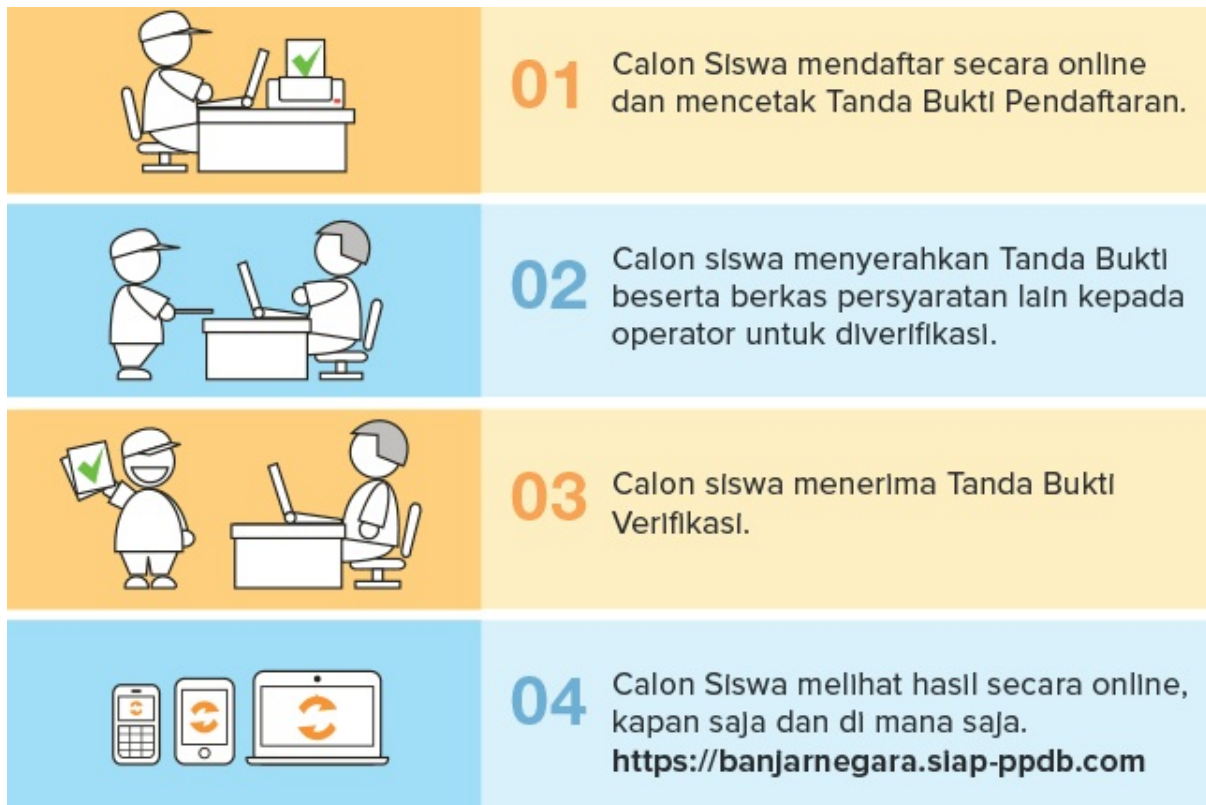 01
Calon Siswa mendaftar secara online
dan mencetak Tanda Bukti Pendaftaran.
02
Calon siswa menyerahkan Tanda Bukti
beserta berkas persyaratan lain kepada
operator untuk diverifikasi.
03
Calon siswa menerima Tanda Bukti
Verifikasi.
04
Calon Siswa melihat hasil secara online,
kapan saja dan di mana saja.
https://banjarnegara.siap-ppdb.com